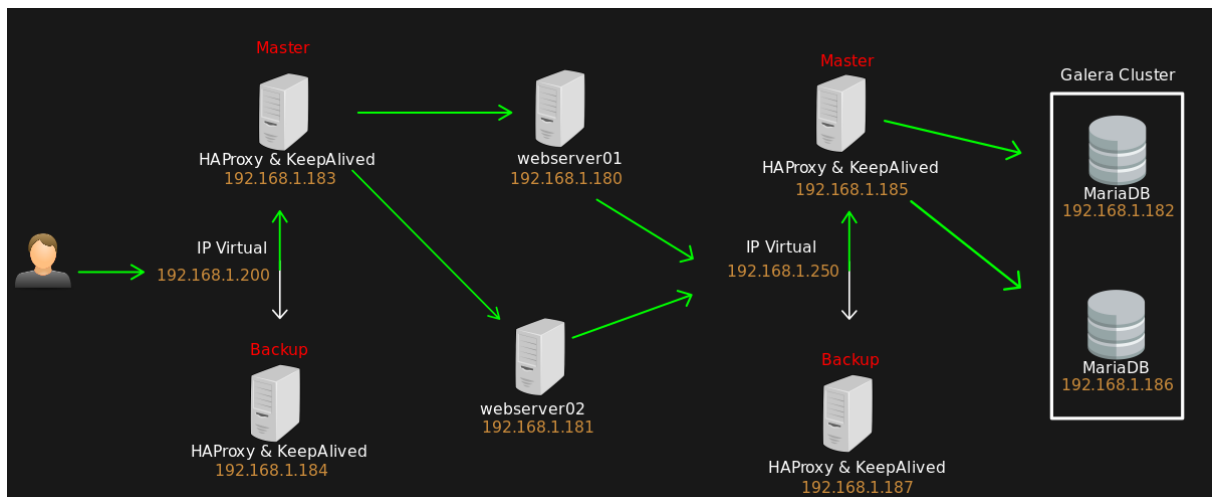 Master
HAProxy & KeepAlived
192.168.1.183
IP Virtual
192.168.1.200
Backup
HAProxy & KeepAlived
192.168.1.184
webserver01
192.168.1.180
webserver02
192.168.1.181
Master
HAProxy & KeepAlived
192.168.1.185
IP Virtual
192.168.1.250
Backup
HAProxy & KeepAlived
192.168.1.187
Galera Cluster
MariaDB
192.168.1.182
MariaDB
192.168.1.186